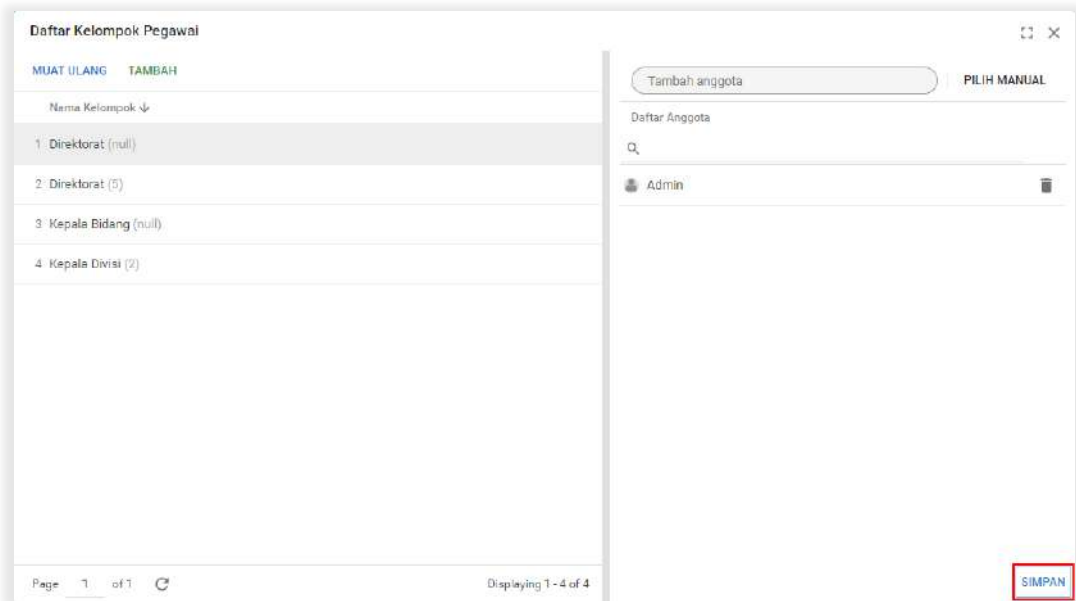 Daftar Kelompok Pegawai
MUAT ULANG TAMBAH
Nama Kelompok
1 Direktorat (null)
2 Direktorat (5)
3 Kepala Bidang (null)
4 Kepala Divisi (2)
Page 1 of 1
Displaying 1 - 4 of 4
Tambah anggota
PILIH MANUAL
Daftar Anggota
Admin
SIMPAN